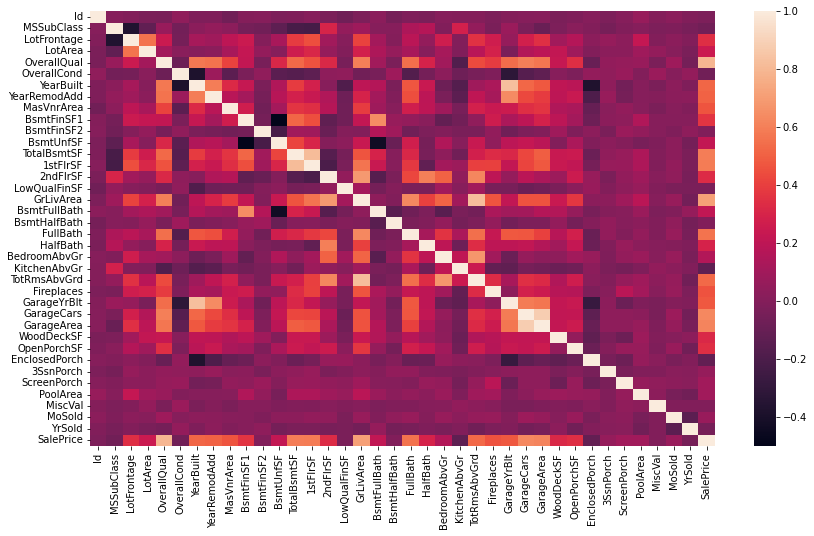 Id
MSSubClass
LotFrontage
LotArea
OverallQual
OverallCond
YearBuilt
YearRemodAdd
MasVnrArea
BsmtFinSF1
BsmtFinSF2
BsmtUnfSF
TotalBsmtSF
1stFlrSF
2ndFlrSF
LowQualFinSF
GrLivArea
BsmtFullBath
BsmtHalfBath
FullBath
HalfBath
BedroomAbvGr
KitchenAbvGr
TotRmsAbvGrd
Fireplaces
GarageYrBlt
GarageCars
GarageArea
WoodDeckSF
OpenPorchSF
EnclosedPorch
3SsnPorch
ScreenPorch
PoolArea
MiscVal
MoSold
YrSold
SalePrice
Id
MSSubClass
LotFrontage
LotArea
OverallQual
OverallCond
YearBuilt
YearRemodAdd
MasVnrArea
BsmtFinSF1
BsmtFinSF2
BsmtUnfSF
TotalBsmtSF
1stFlrSF
2ndFlrSF
LowQualFinSF
GrLivArea
BsmtFullBath
BsmtHalfBath
FullBath
HalfBath
BedroomAbvGr
KitchenAbvGr
TotRmsAbvGrd
Fireplaces
GarageYrBlt
GarageCars
GarageArea
WoodDeckSF
OpenPorchSF
EnclosedPorch
3SsnPorch
ScreenPorch
PoolArea
MiscVal
MoSold
YrSold
SalePrice
1.0
0.8
0.6
0.4
0.2
0.0
−0.2
−0.4